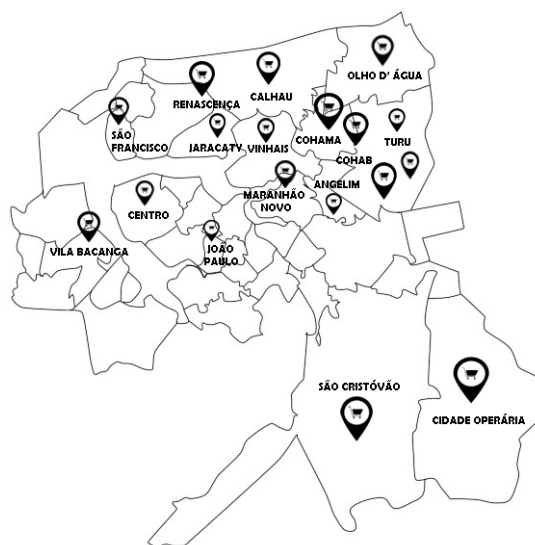 OLHO D' ÁGUA
CALHAU
RENASCENÇA
SÃO
FRANCISCO
JARACATY
VINHAIS
COHAMA
COHAB
TURU
ANGELIM
MARANHÃO
NOVO
CENTRO
JOÃO
PAULO
VILA BACANGA
SÃO CRISTÓVÃO
CIDADE OPERÁRIA